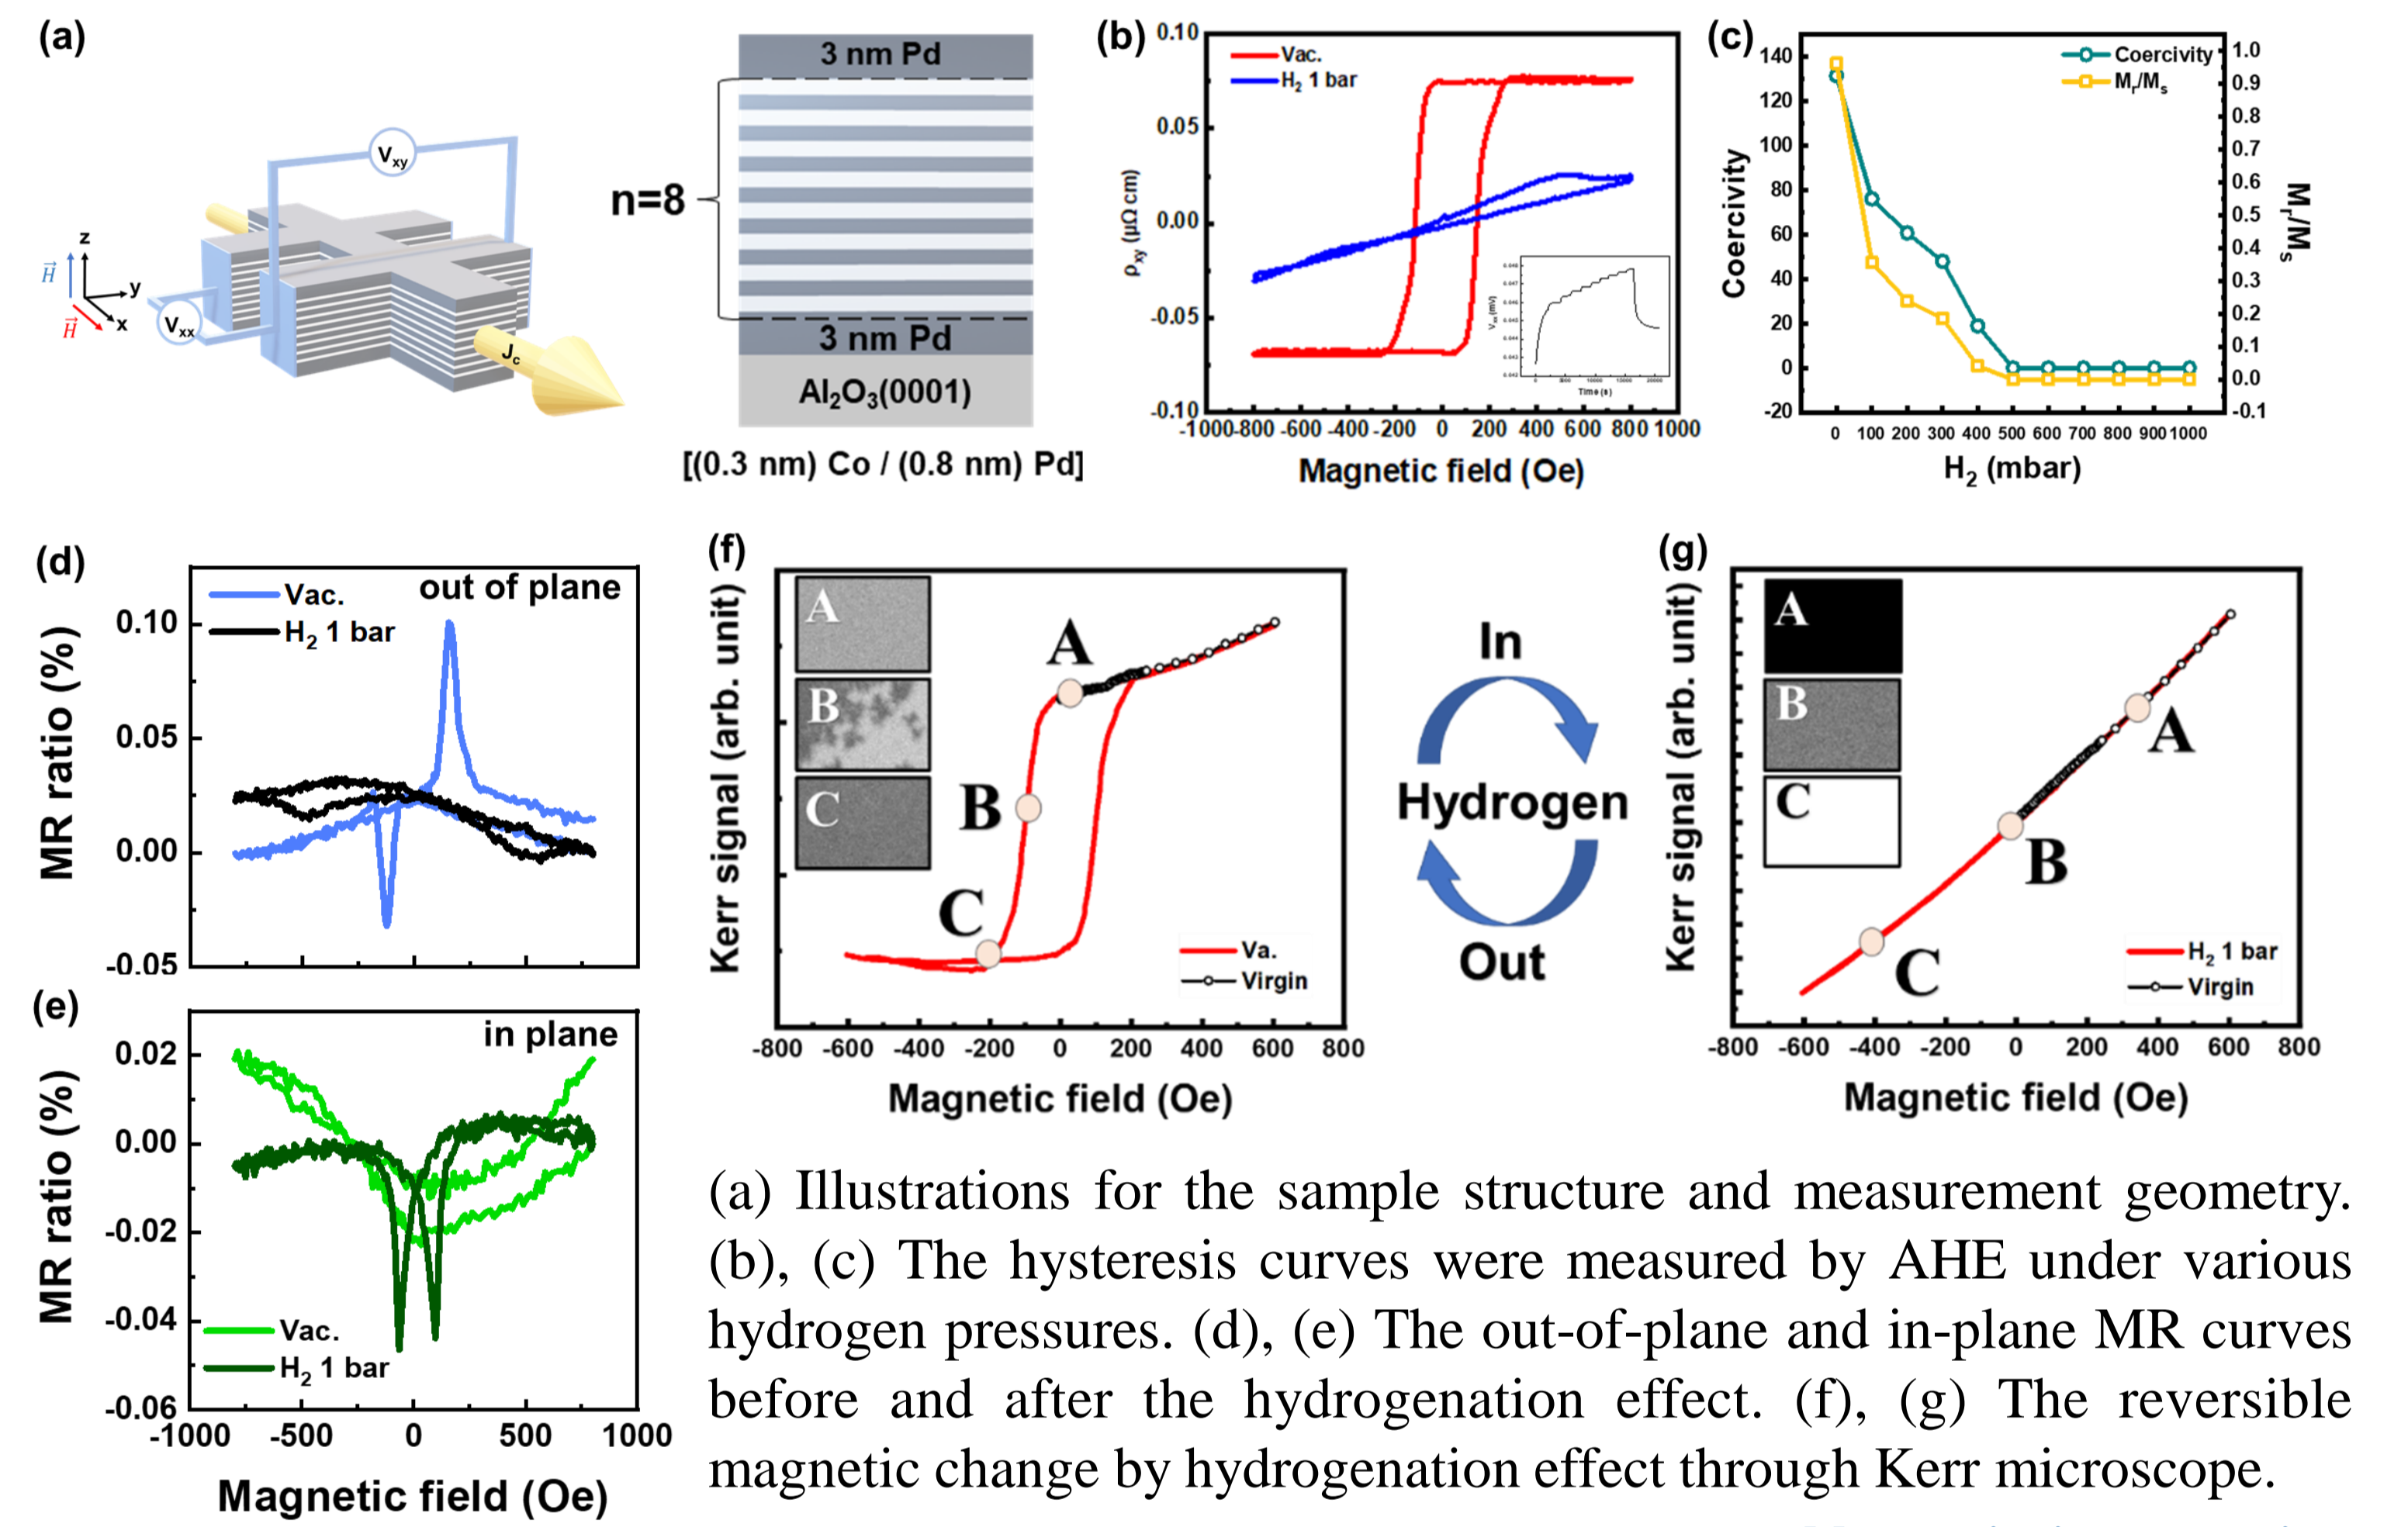 (a)
3 nm Pd
n=8
3 nm Pd
Al2O3(0001)
[(0.3 nm) Co / (0.8 nm) Pd]
Vxy
Vxx
Jc
z
y
x
H
H
(b)
Vac.
H2 1 bar
ρxy (μΩ cm)
0.10
0.05
0.00
-0.05
-0.10
-1000 -800 -600 -400 -200 0 200 400 600 800 1000
Magnetic field (Oe)
Time (s)
(c)
Coercivity
Mr/Ms
Coercivity
140
120
100
80
60
40
20
0
-20
1.0
0.9
0.8
0.7
0.6
0.5
0.4
0.3
0.2
0.1
0.0
-0.1
Mr/Ms
0 100 200 300 400 500 600 700 800 900 1000
H2 (mbar)
(d)
Vac.
H2 1 bar
out of plane
MR ratio (%)
0.10
0.05
0.00
-0.05
(e)
in plane
Vac.
H2 1 bar
MR ratio (%)
0.02
0.00
-0.02
-0.04
-0.06
-1000 -500 0 500 1000
Magnetic field (Oe)
(f)
A
B
C
A
B
C
Va.
Virgin
Kerr signal (arb. unit)
-800 -600 -400 -200 0 200 400 600 800
Magnetic field (Oe)
In
Hydrogen
Out
(g)
A
B
C
A
B
C
H2 1 bar
Virgin
Kerr signal (arb. unit)
-800 -600 -400 -200 0 200 400 600 800
Magnetic field (Oe)
(a) Illustrations for the sample structure and measurement geometry.
(b), (c) The hysteresis curves were measured by AHE under various
hydrogen pressures. (d), (e) The out-of-plane and in-plane MR curves
before and after the hydrogenation effect. (f), (g) The reversible
magnetic change by hydrogenation effect through Kerr microscope.